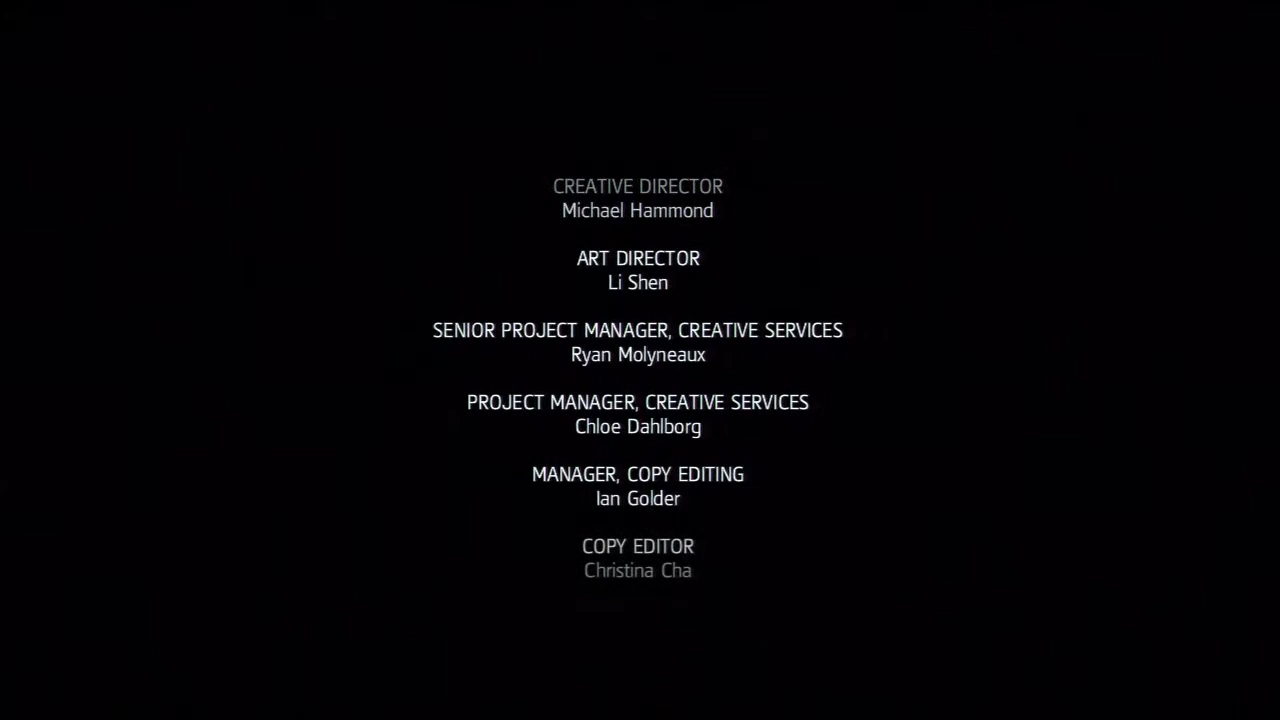 CREATIVE DIRECTOR
Michael Hammond
ART DIRECTOR
Li Shen
SENIOR PROJECT MANAGER, CREATIVE SERVICES
Ryan Molyneaux
PROJECT MANAGER, CREATIVE SERVICES
Chloe Dahlborg
MANAGER, COPY EDITING
Ian Golder
COPY EDITOR
Christina Cha